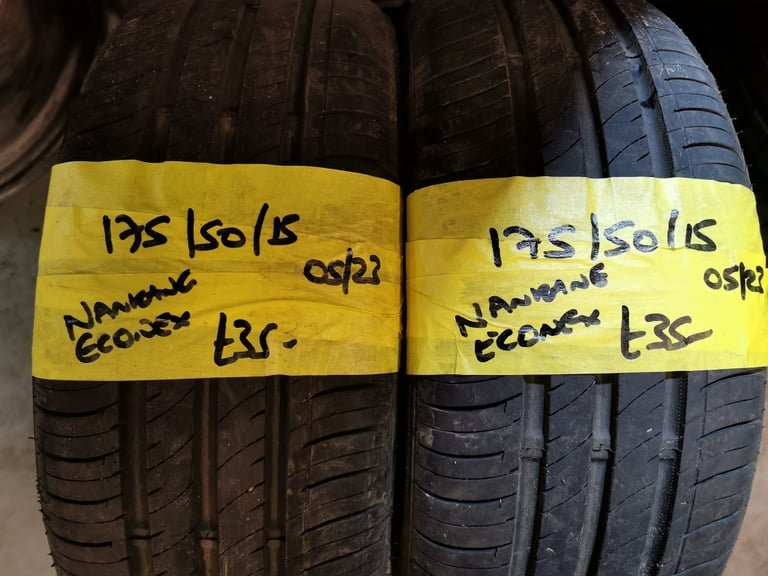 175/50/15
05/23
NANKANG
ECONEX
£35-
175/50/15
05/23
NANKANG
ECONEX
£35-